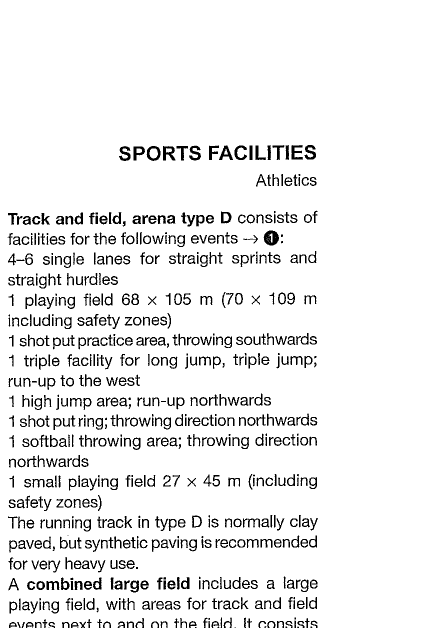 SPORTS FACILITIES
Athletics
Track and field, arena type D consists of
facilities for the following events → ❶:
4–6 single lanes for straight sprints and
straight hurdles
1 playing field 68 × 105 m (70 × 109 m
including safety zones)
1 shot put practice area, throwing southwards
1 triple facility for long jump, triple jump;
run-up to the west
1 high jump area; run-up northwards
1 shot put ring; throwing direction northwards
1 softball throwing area; throwing direction
northwards
1 small playing field 27 × 45 m (including
safety zones)
The running track in type D is normally clay
paved, but synthetic paving is recommended
for very heavy use.
A combined large field includes a large
playing field, with areas for track and field
events next to and on the field. It consists